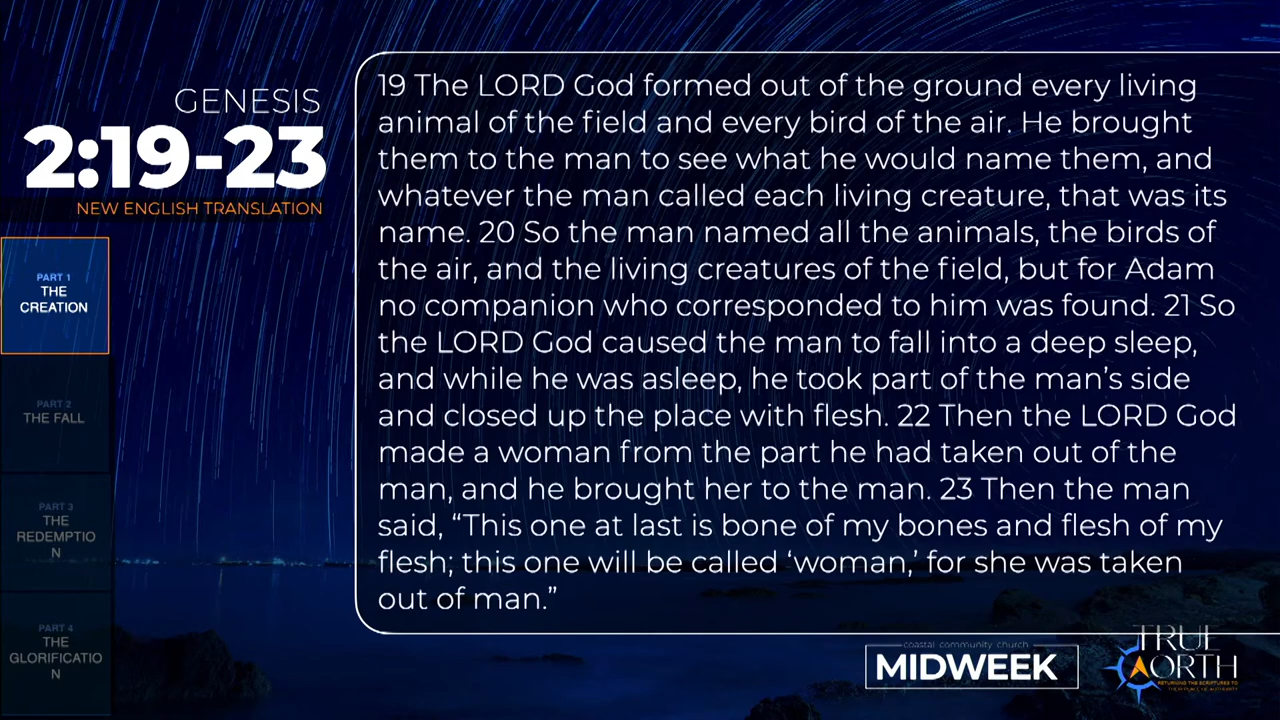 GENESIS
2:19-23
NEW ENGLISH TRANSLATION
PART 1
THE
CREATION
PART 2
THE FALL
PART 3
THE
REDEMPTIO
N
PART 4
THE
GLORIFICATIO
N
19 The LORD God formed out of the ground every living
animal of the field and every bird of the air. He brought
them to the man to see what he would name them, and
whatever the man called each living creature, that was its
name. 20 So the man named all the animals, the birds of
the air, and the living creatures of the field, but for Adam
no companion who corresponded to him was found. 21 So
the LORD God caused the man to fall into a deep sleep,
and while he was asleep, he took part of the man’s side
and closed up the place with flesh. 22 Then the LORD God
made a woman from the part he had taken out of the
man, and he brought her to the man. 23 Then the man
said, “This one at last is bone of my bones and flesh of my
flesh; this one will be called ‘woman,’ for she was taken
out of man.”
coastal community church
MIDWEEK
TRUE
NORTH
RETURNING THE SCRIPTURES TO
THEIR PLACE OF AUTHORITY